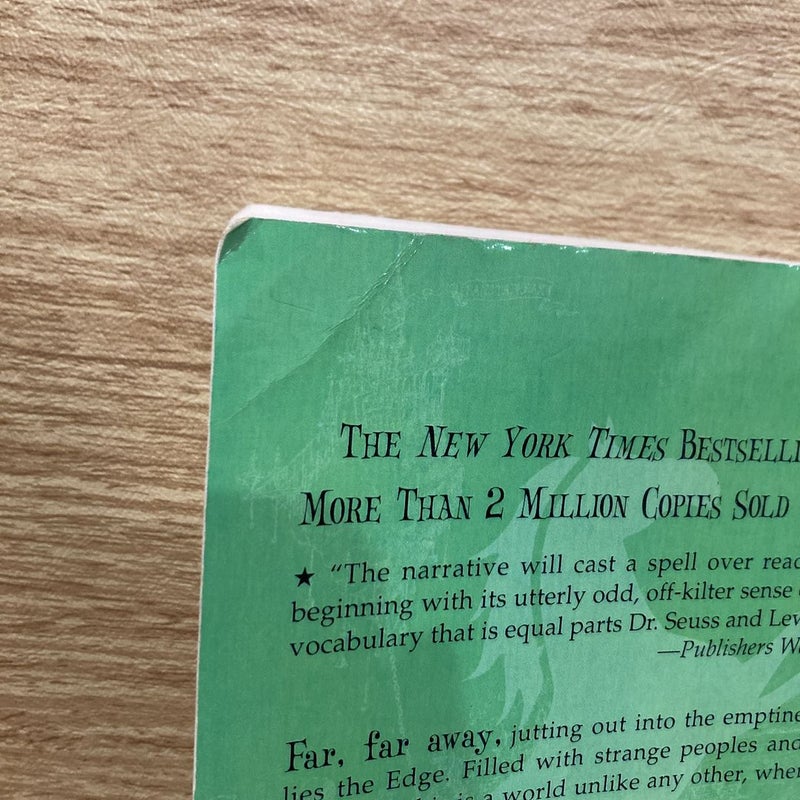 THE NEW YORK TIMES BESTSELLI
MORE THAN 2 MILLION COPIES SOLD
★ “The narrative will cast a spell over read
beginning with its utterly odd, off-kilter sense
vocabulary that is equal parts Dr. Seuss and Lew
—Publishers We
Far, far away, jutting out into the emptine
lies the Edge. Filled with strange peoples and
is a world unlike any other, wher